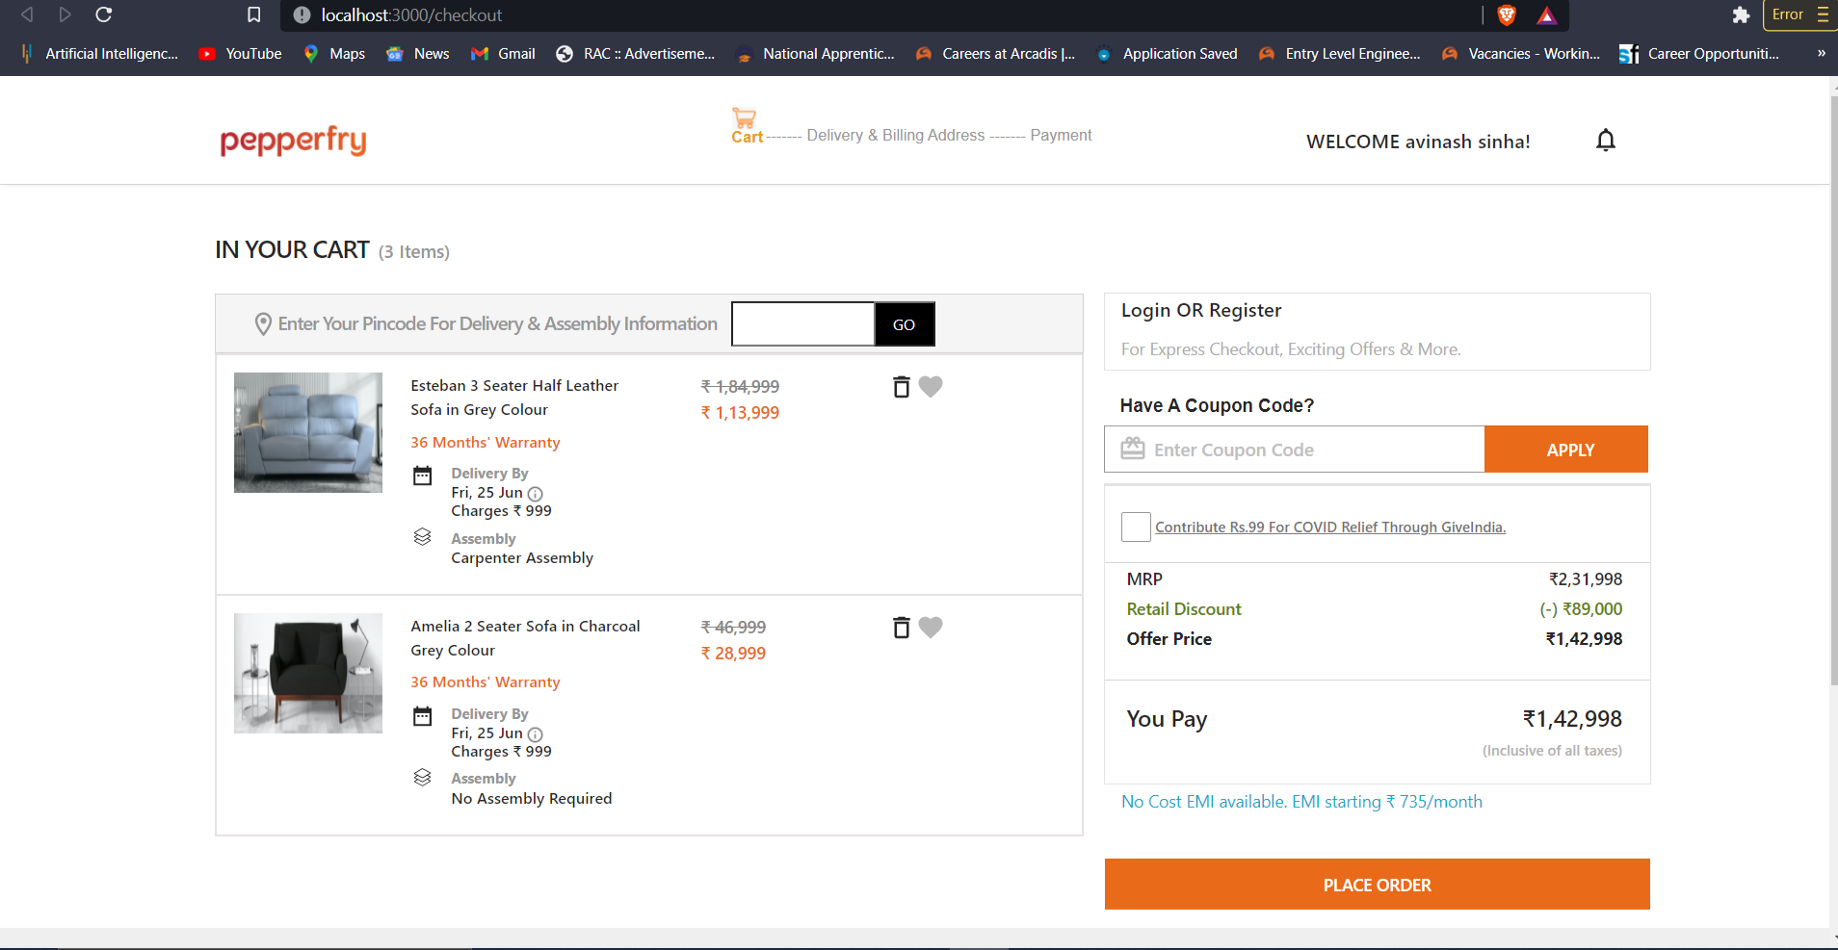 localhost:3000/checkout
Error
Artificial Intelligenc...
YouTube
Maps
News
Gmail
RAC :: Advertiseme...
National Apprentic...
Careers at Arcadis |...
Application Saved
Entry Level Enginee...
Vacancies - Workin...
Career Opportuniti...
»
pepperfry
Cart ------- Delivery & Billing Address ------- Payment
WELCOME avinash sinha!
IN YOUR CART (3 Items)
Enter Your Pincode For Delivery & Assembly Information
GO
Esteban 3 Seater Half Leather
Sofa in Grey Colour
₹ 1,84,999
₹ 1,13,999
36 Months' Warranty
Delivery By
Fri, 25 Jun
Charges ₹ 999
Assembly
Carpenter Assembly
Amelia 2 Seater Sofa in Charcoal
Grey Colour
₹ 46,999
₹ 28,999
36 Months' Warranty
Delivery By
Fri, 25 Jun
Charges ₹ 999
Assembly
No Assembly Required
Login OR Register
For Express Checkout, Exciting Offers & More.
Have A Coupon Code?
Enter Coupon Code
APPLY
Contribute Rs.99 For COVID Relief Through GiveIndia.
MRP ₹2,31,998
Retail Discount (-) ₹89,000
Offer Price ₹1,42,998
You Pay ₹1,42,998
(Inclusive of all taxes)
No Cost EMI available. EMI starting ₹ 735/month
PLACE ORDER